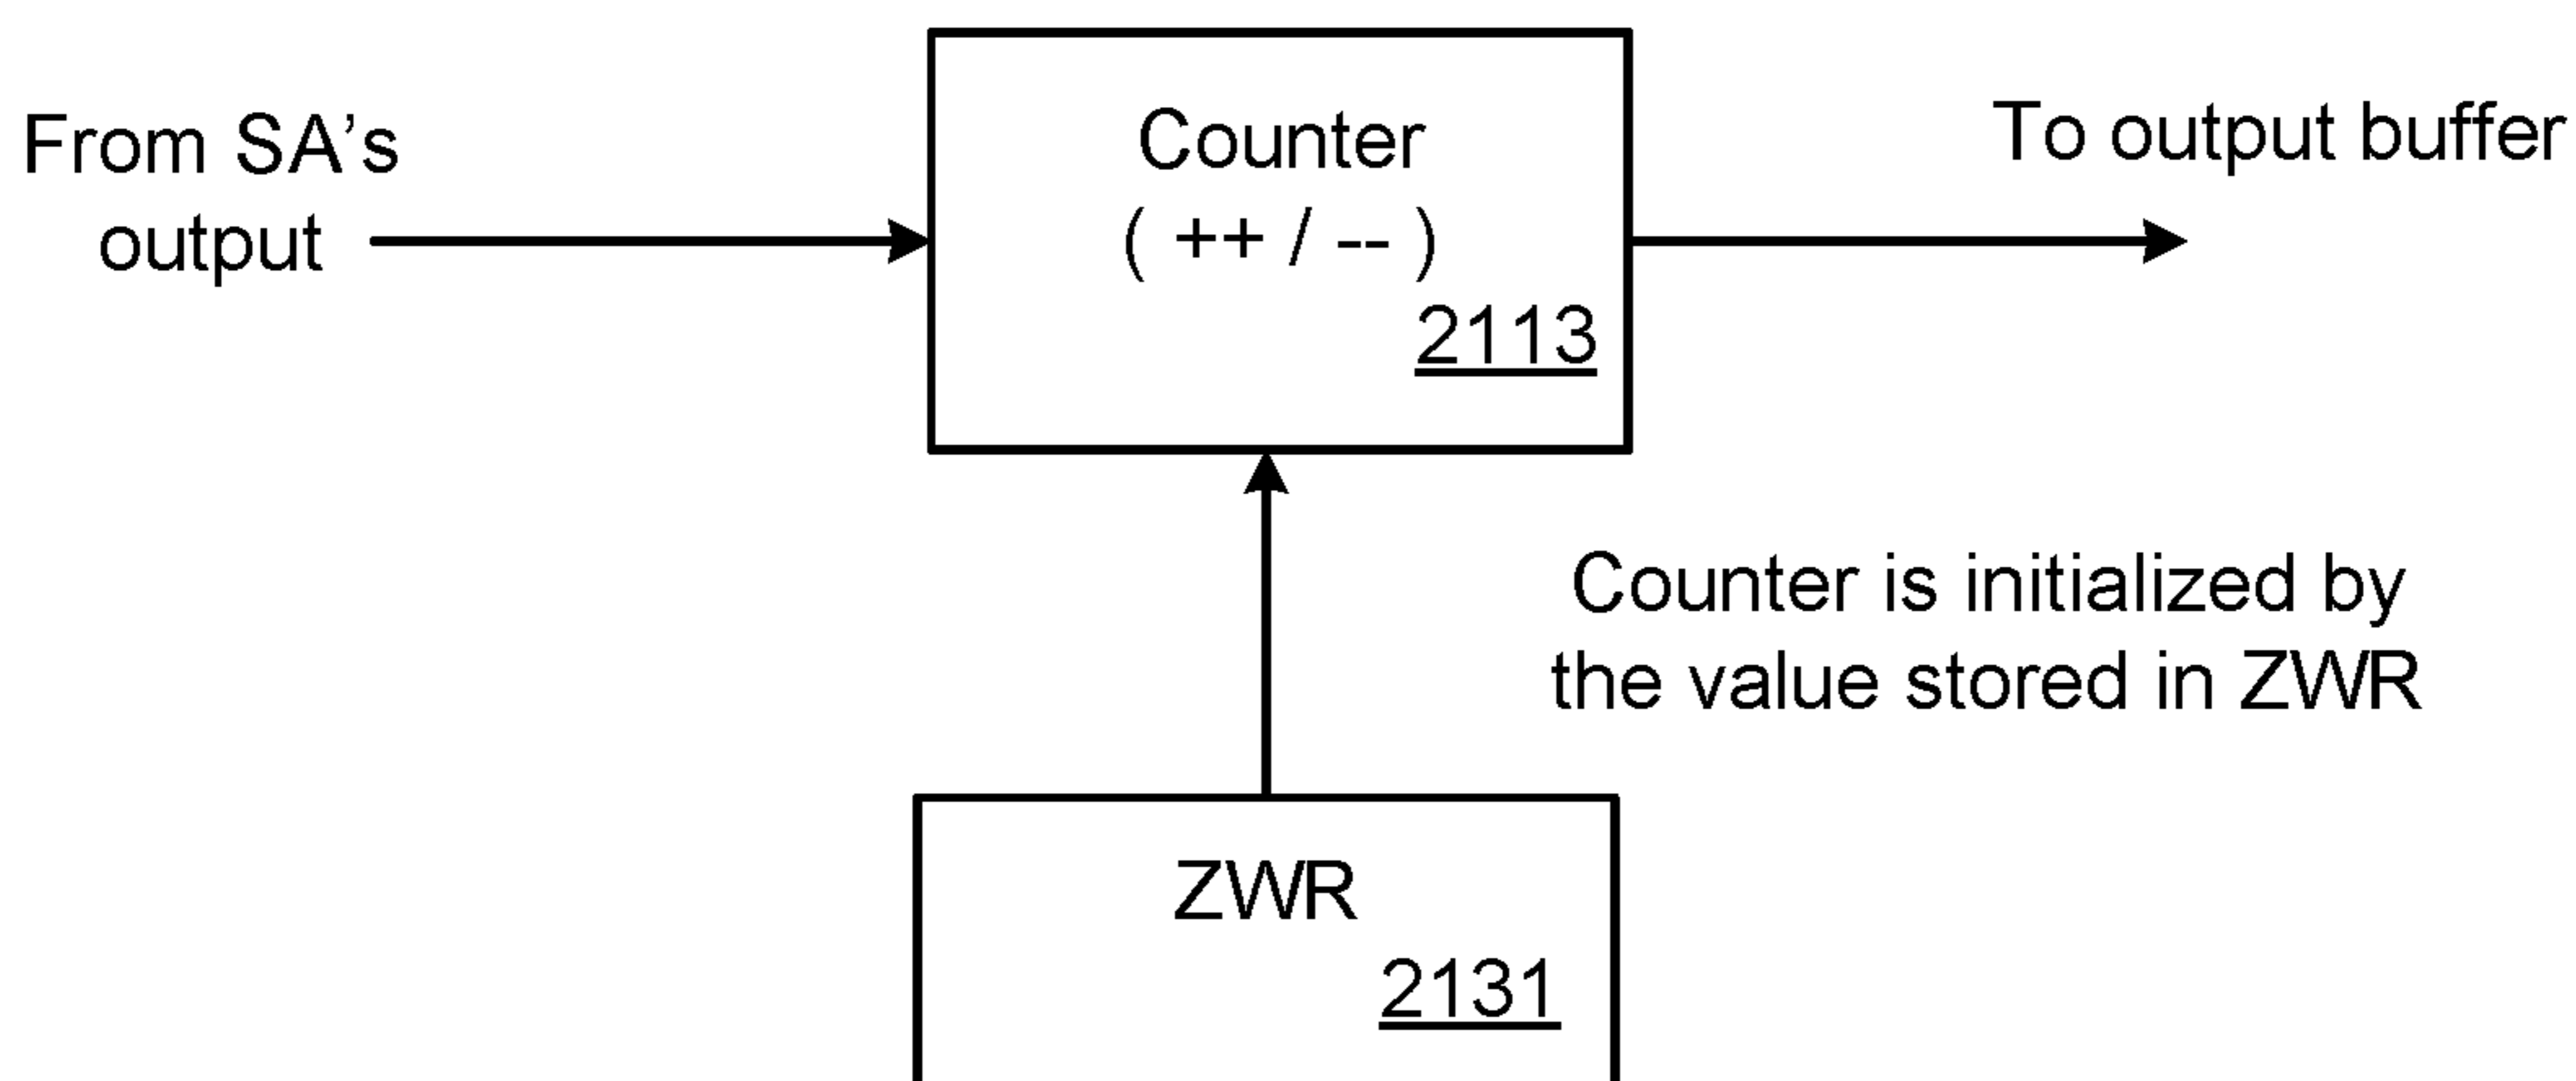 From SA's
output
Counter
( ++ / -- )
2113
To output buffer
Counter is initialized by
the value stored in ZWR
ZWR
2131